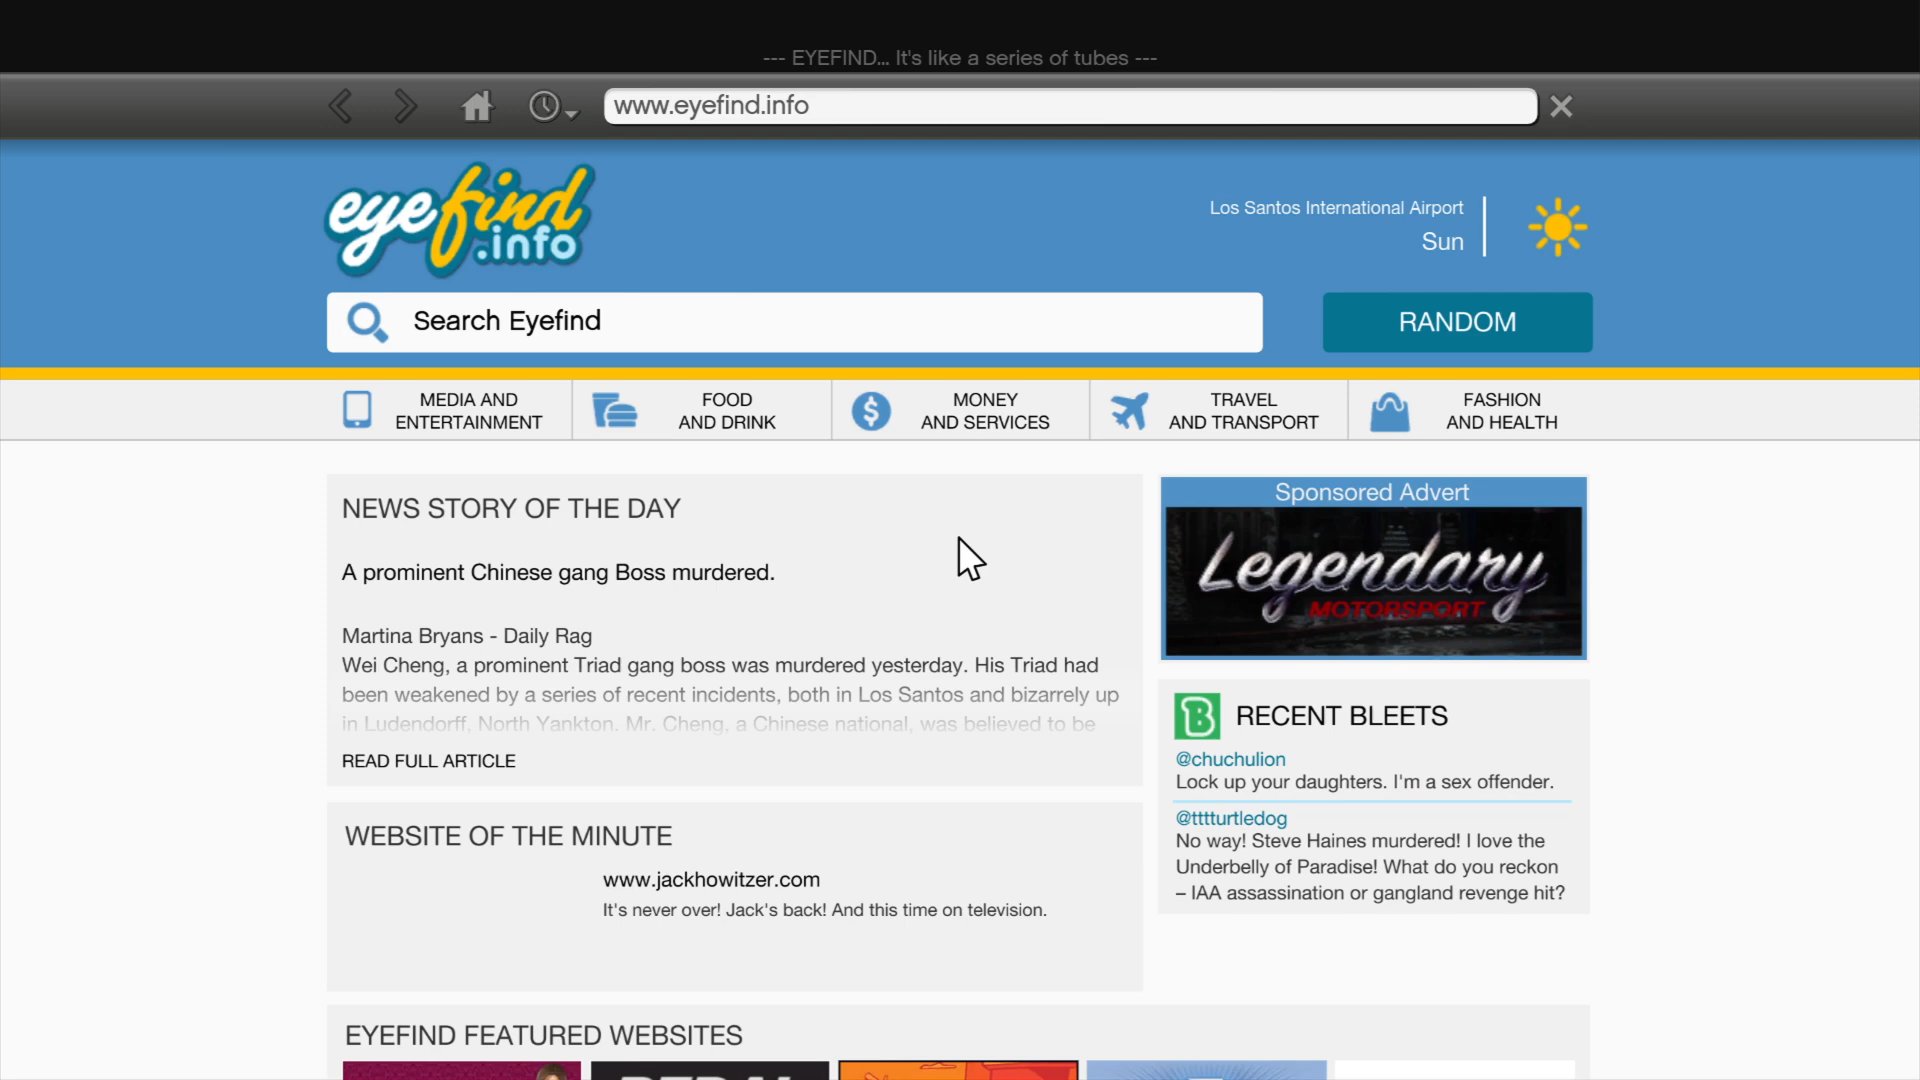 --- EYEFIND... It's like a series of tubes ---
www.eyefind.info
eyefind
.info
Los Santos International Airport
Sun
Search Eyefind
RANDOM
MEDIA AND
ENTERTAINMENT
FOOD
AND DRINK
MONEY
AND SERVICES
TRAVEL
AND TRANSPORT
FASHION
AND HEALTH
NEWS STORY OF THE DAY
A prominent Chinese gang Boss murdered.
Martina Bryans - Daily Rag
Wei Cheng, a prominent Triad gang boss was murdered yesterday. His Triad had
been weakened by a series of recent incidents, both in Los Santos and bizarrely up
in Ludendorff, North Yankton. Mr. Cheng, a Chinese national, was believed to be
READ FULL ARTICLE
Sponsored Advert
Legendary
MOTORSPORT
B
RECENT BLEETS
@chuchulion
Lock up your daughters. I'm a sex offender.
@tttturtledog
No way! Steve Haines murdered! I love the
Underbelly of Paradise! What do you reckon
– IAA assassination or gangland revenge hit?
WEBSITE OF THE MINUTE
www.jackhowitzer.com
It's never over! Jack's back! And this time on television.
EYEFIND FEATURED WEBSITES